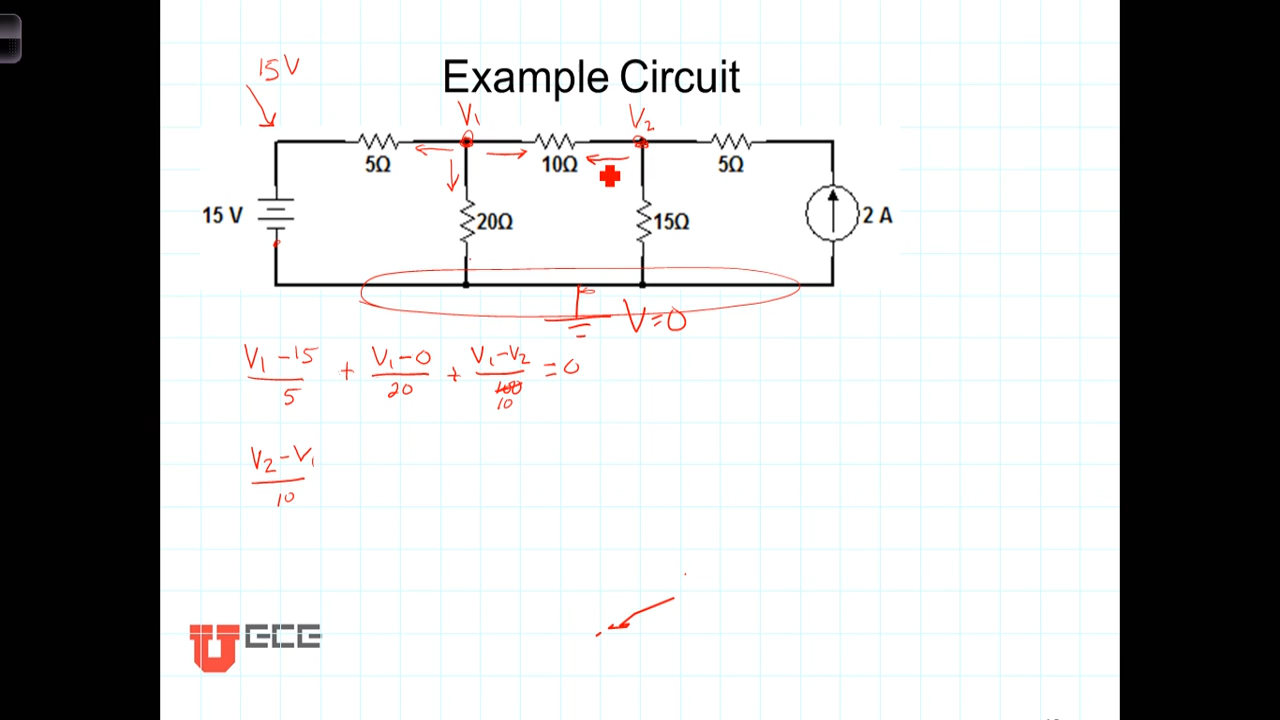 15V
Example Circuit
V₁ V₂
5Ω 10Ω 5Ω
15 V 20Ω 15Ω 2 A
V=0
(V₁-15)/5 + (V₁-0)/20 + (V₁-V₂)/10 = 0
(V₂-V₁)/10
U ECE